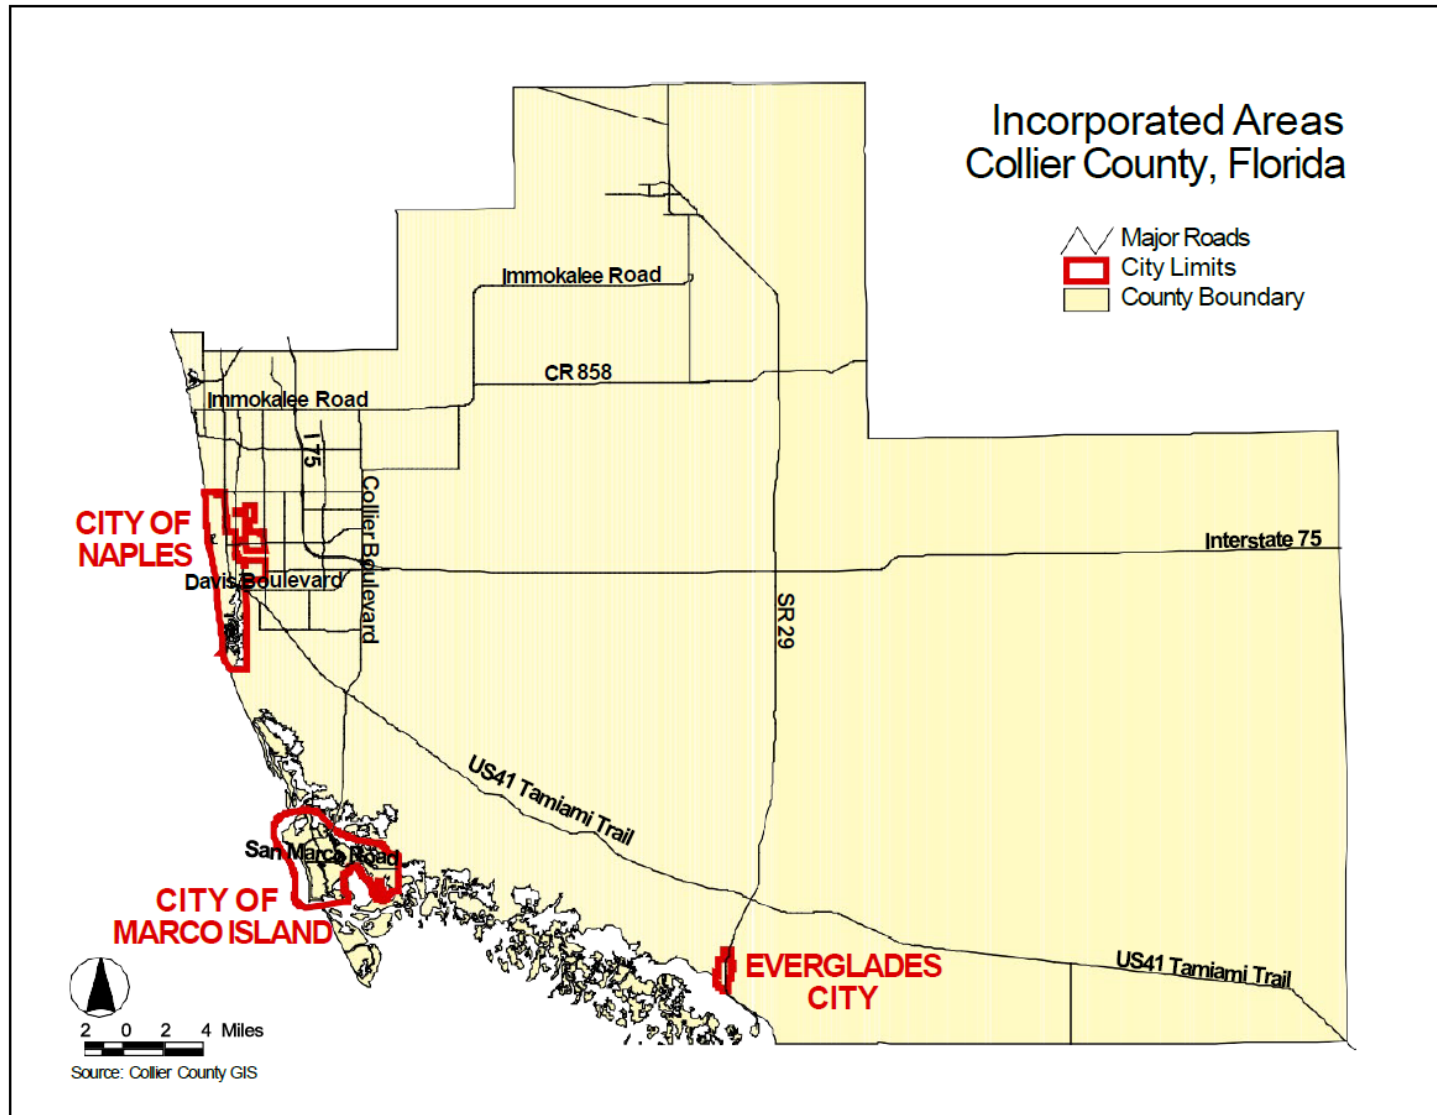 Incorporated Areas
Collier County, Florida
Major Roads
City Limits
County Boundary
Immokalee Road
CR 858
Immokalee Road
I 75
Collier Boulevard
CITY OF
NAPLES
Interstate 75
Davis Boulevard
SR 29
US41 Tamiami Trail
San Marco Road
CITY OF
MARCO ISLAND
EVERGLADES
CITY
US41 Tamiami Trail
2 0 2 4 Miles
Source: Collier County GIS